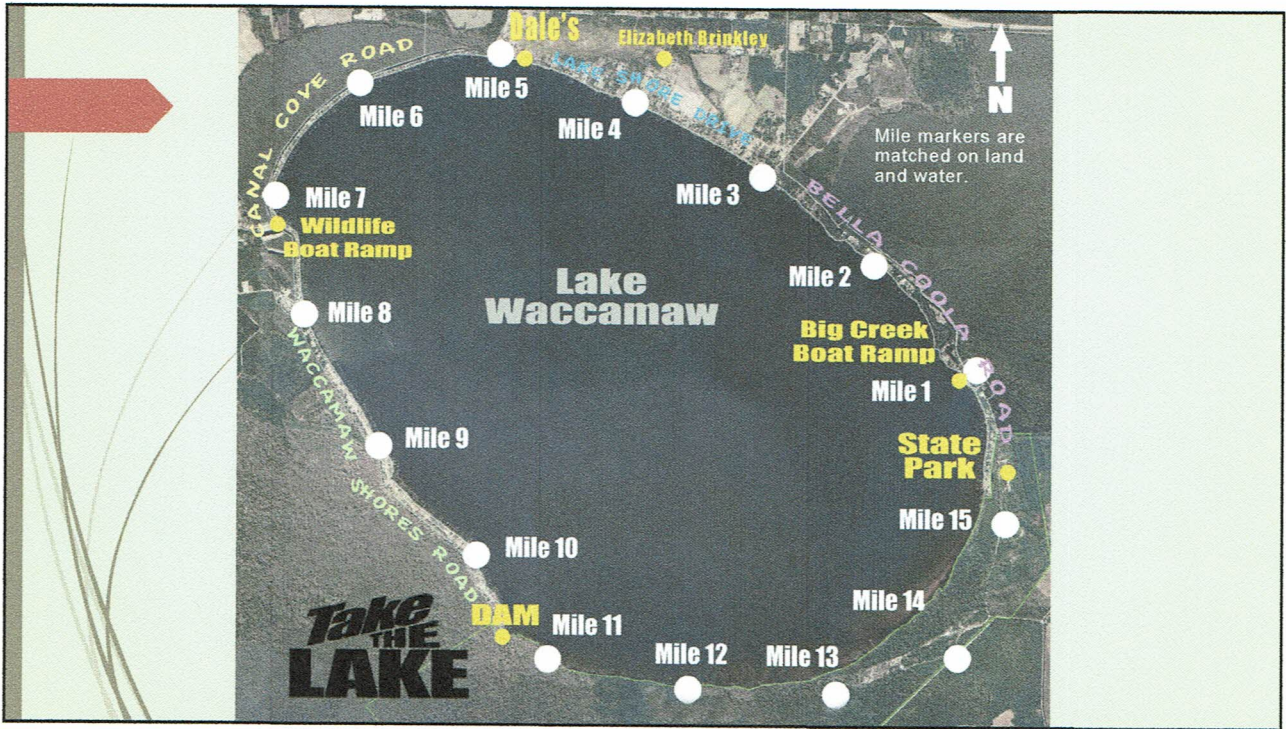 Dale's
Elizabeth Brinkley
CANAL COVE ROAD
LAKE SHORE DRIVE
N
Mile 5
Mile 6
Mile 4
Mile markers are
matched on land
and water.
Mile 3
Mile 7
BELLA COOLA ROAD
Wildlife
Boat Ramp
Mile 2
Lake
Waccamaw
Mile 8
Big Creek
Boat Ramp
Mile 1
WACCAMAW SHORES ROAD
Mile 9
State
Park
Mile 15
Mile 10
Mile 14
DAM
Mile 11
Mile 12
Mile 13
Take
THE
LAKE